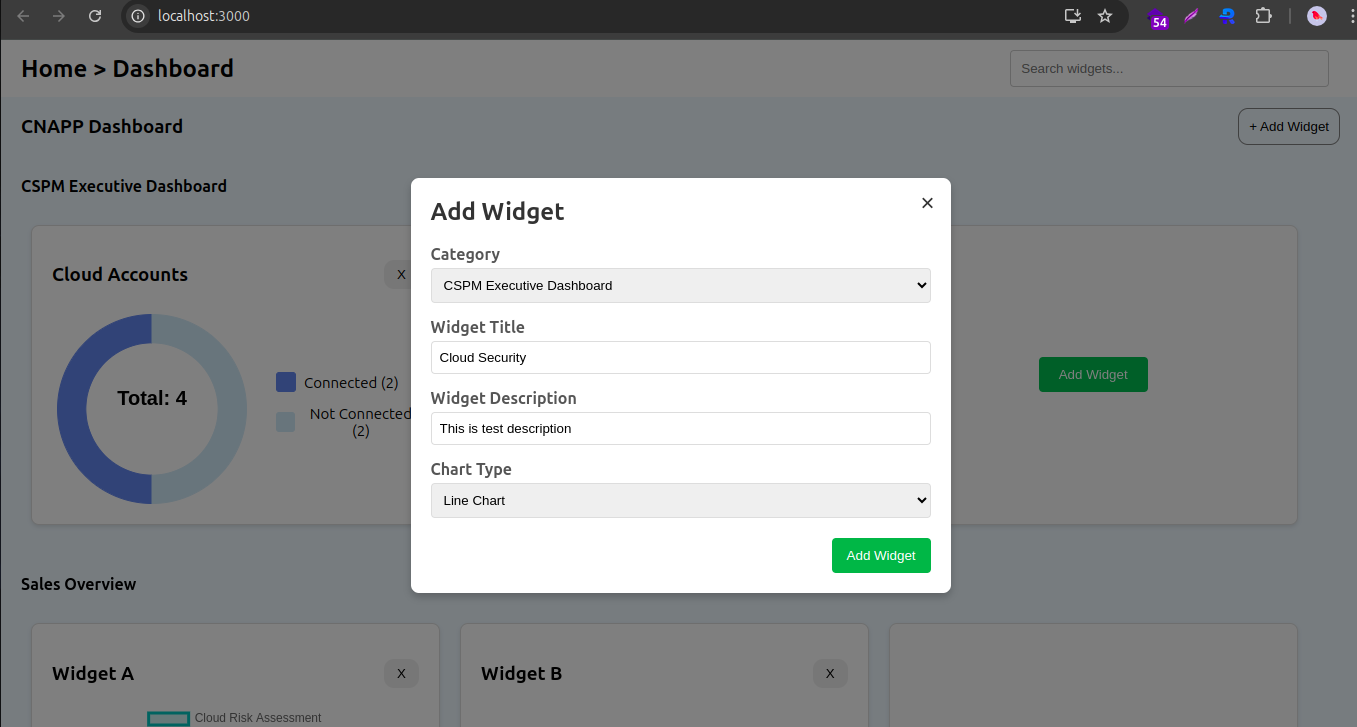 localhost:3000
54
Home > Dashboard
Search widgets...
CNAPP Dashboard
+ Add Widget
CSPM Executive Dashboard
Cloud Accounts
X
Total: 4
Connected (2)
Not Connected
(2)
Add Widget
×
Category
CSPM Executive Dashboard
Widget Title
Cloud Security
Widget Description
This is test description
Chart Type
Line Chart
Add Widget
Add Widget
Sales Overview
Widget A
X
Cloud Risk Assessment
Widget B
X